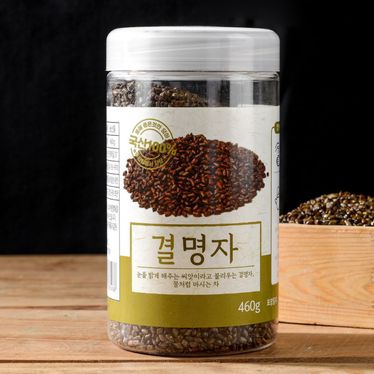 국산100%
결명자
눈을 밝게 해주는 씨앗이라고 불리우는 결명자,
물처럼 마시는 차
460g